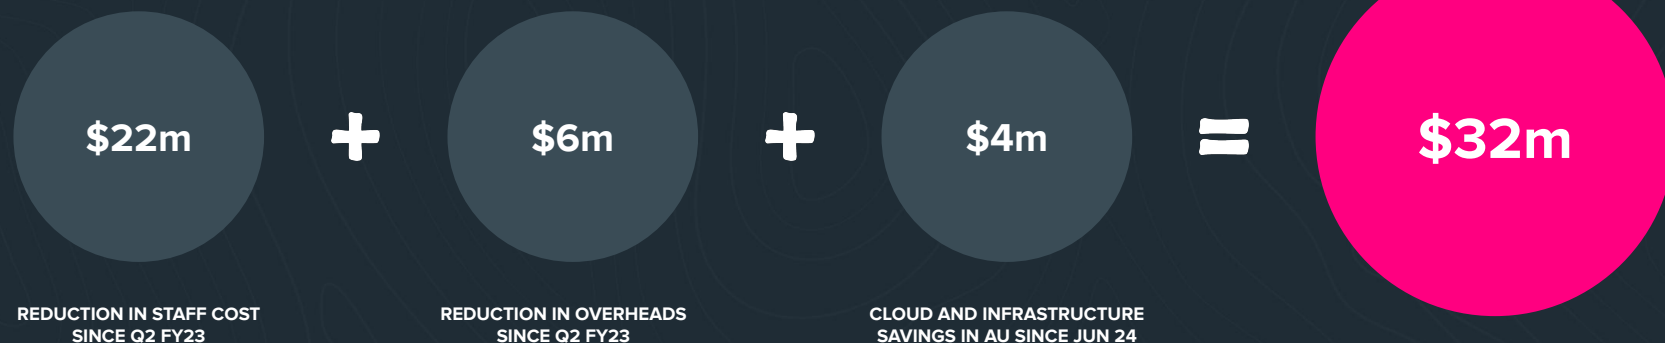 $22m + $6m + $4m = $32m
REDUCTION IN STAFF COST
SINCE Q2 FY23
REDUCTION IN OVERHEADS
SINCE Q2 FY23
CLOUD AND INFRASTRUCTURE
SAVINGS IN AU SINCE JUN 24